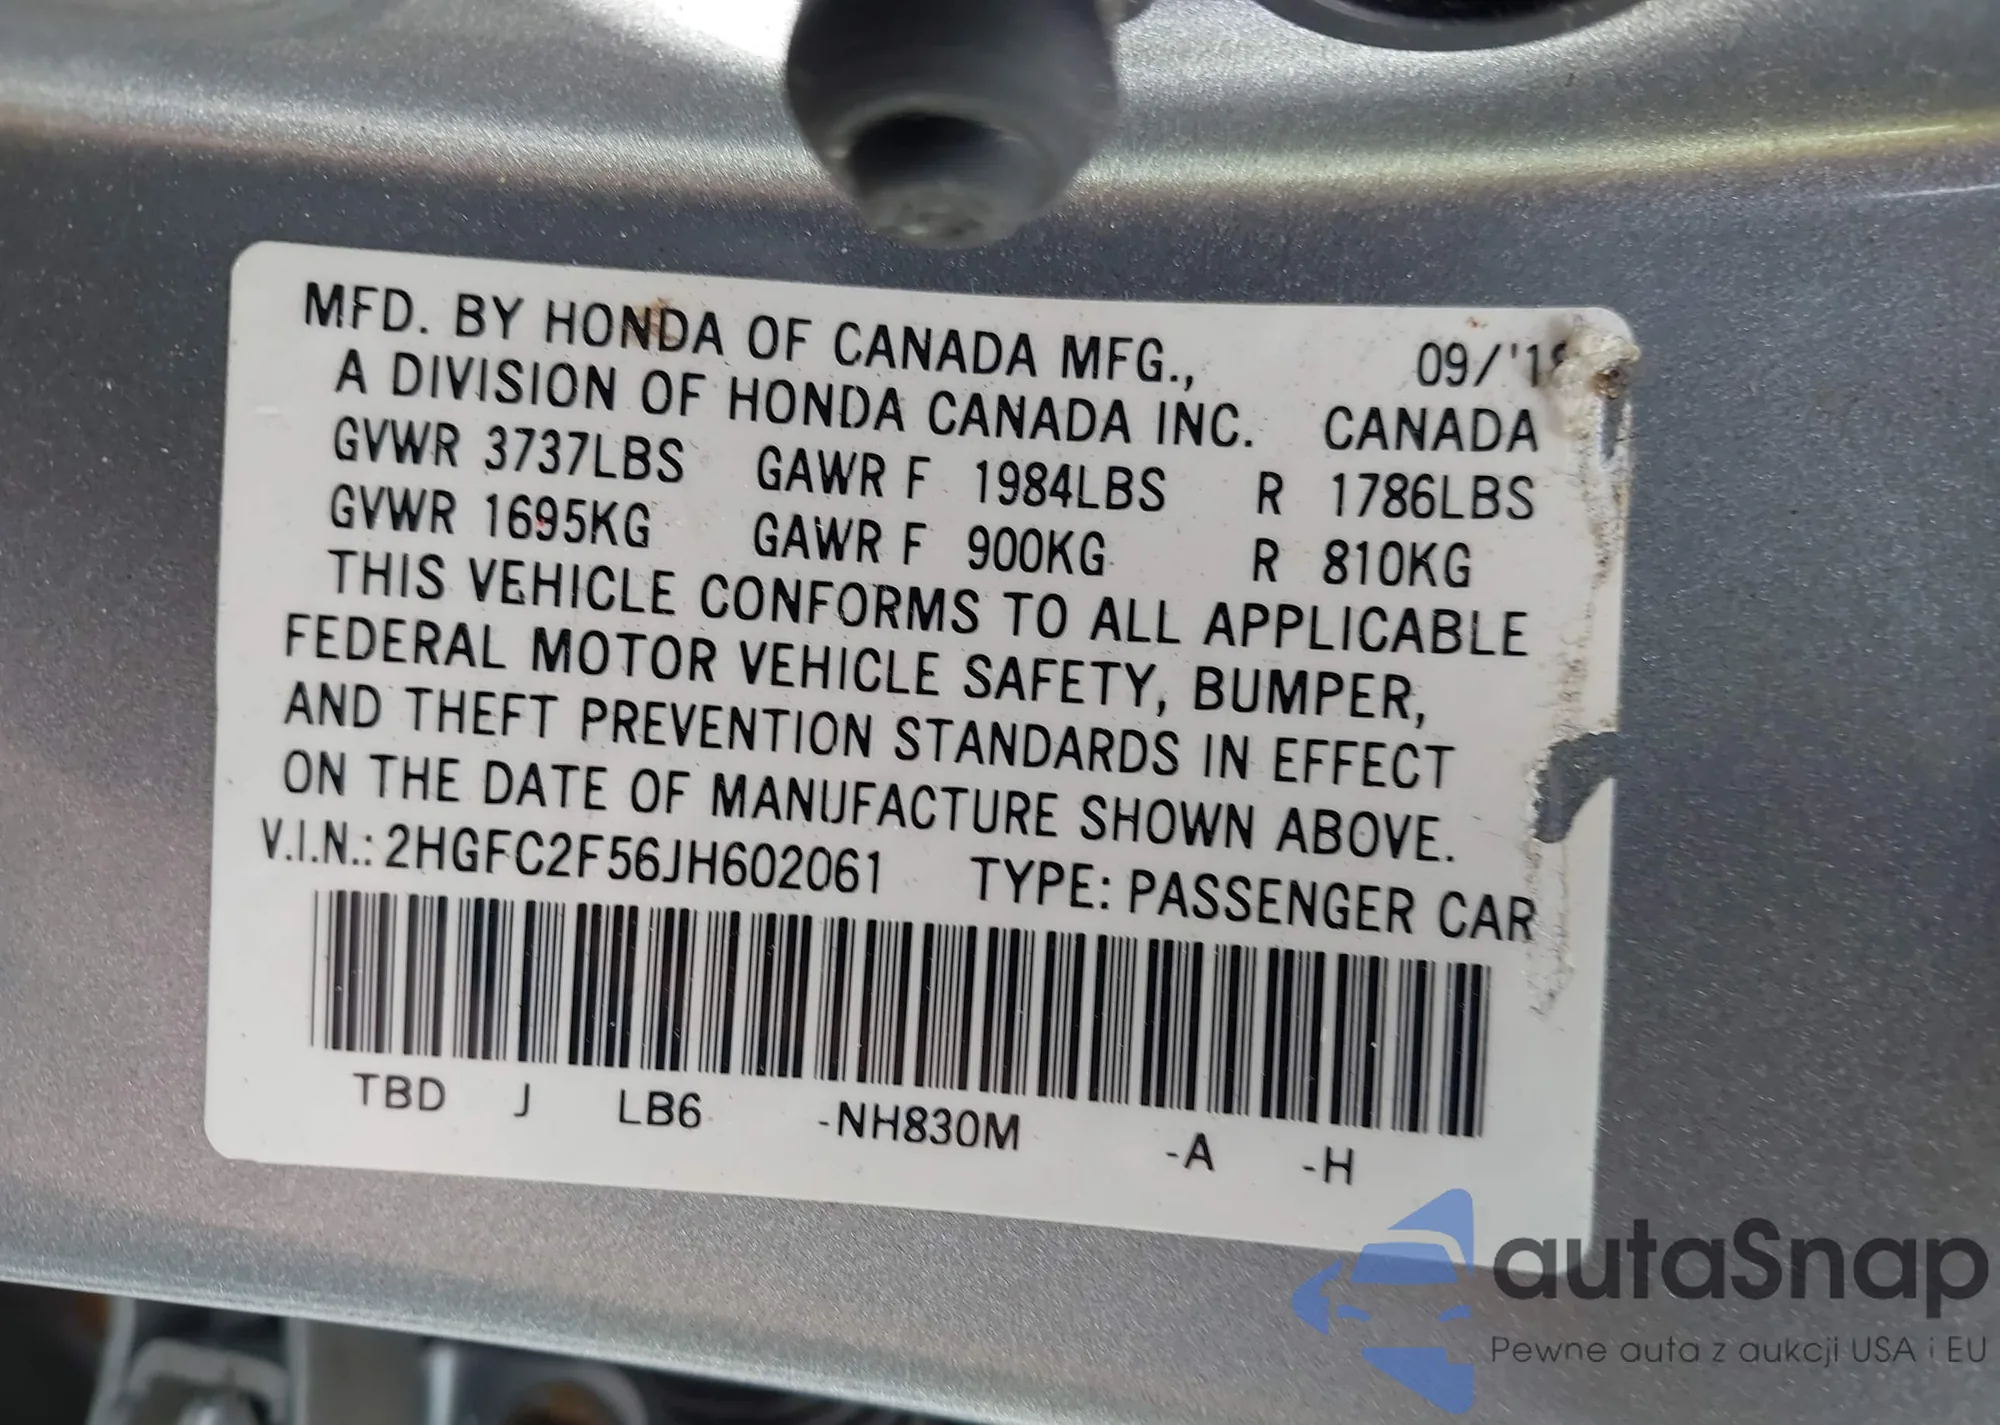 MFD. BY HONDA OF CANADA MFG., 09/'18
A DIVISION OF HONDA CANADA INC. CANADA
GVWR 3737LBS GAWR F 1984LBS R 1786LBS
GVWR 1695KG GAWR F 900KG R 810KG
THIS VEHICLE CONFORMS TO ALL APPLICABLE
FEDERAL MOTOR VEHICLE SAFETY, BUMPER,
AND THEFT PREVENTION STANDARDS IN EFFECT
ON THE DATE OF MANUFACTURE SHOWN ABOVE.
V.I.N.: 2HGFC2F56JH602061 TYPE: PASSENGER CAR
TBD J LB6 -NH830M -A -H
autaSnap
Pewne auta z aukcji USA i EU